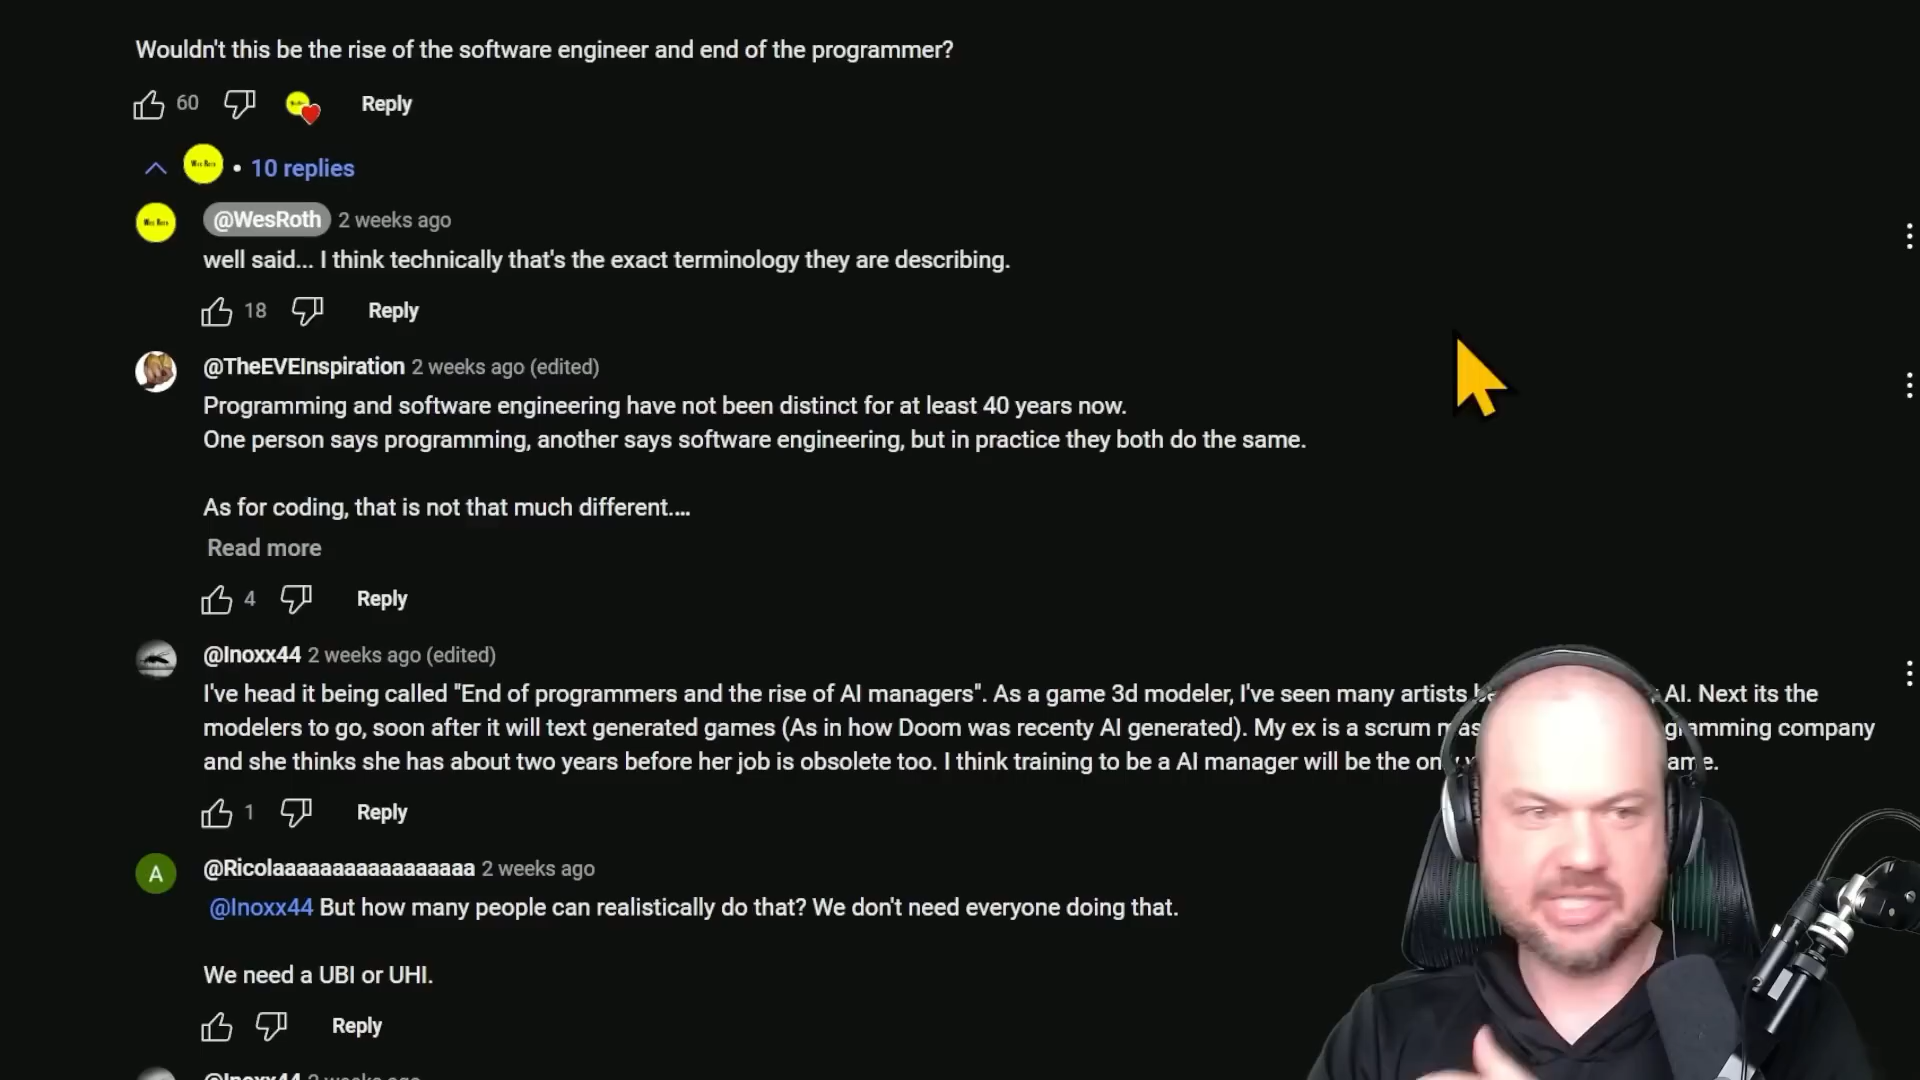 Wouldn't this be the rise of the software engineer and end of the programmer?
60
Reply
10 replies
@WesRoth 2 weeks ago
well said... I think technically that's the exact terminology they are describing.
18
Reply
@TheEVEInspiration 2 weeks ago (edited)
Programming and software engineering have not been distinct for at least 40 years now.
One person says programming, another says software engineering, but in practice they both do the same.
As for coding, that is not that much different....
Read more
4
Reply
@Inoxx44 2 weeks ago (edited)
I've head it being called "End of programmers and the rise of AI managers". As a game 3d modeler, I've seen many artists AI. Next its the
modelers to go, soon after it will text generated games (As in how Doom was recenty AI generated). My ex is a scrum company
and she thinks she has about two years before her job is obsolete too. I think training to be a AI manager will be the
1
Reply
A
@Ricolaaaaaaaaaaaaaaaaa 2 weeks ago
@Inoxx44 But how many people can realistically do that? We don't need everyone doing that.
We need a UBI or UHI.
Reply
@Inoxx44 2 weeks ago